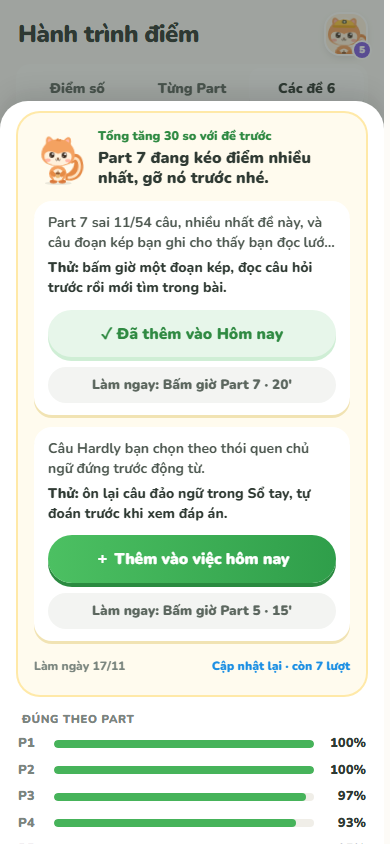 Hành trình điểm
5
Điểm số
Từng Part
Các đề 6
Tổng tăng 30 so với đề trước
Part 7 đang kéo điểm nhiều
nhất, gỡ nó trước nhé.
Part 7 sai 11/54 câu, nhiều nhất đề này, và
câu đoạn kép bạn ghi cho thấy bạn đọc lướ...
Thử: bấm giờ một đoạn kép, đọc câu hỏi
trước rồi mới tìm trong bài.
✓ Đã thêm vào Hôm nay
Làm ngay: Bấm giờ Part 7 · 20'
Câu Hardly bạn chọn theo thói quen chủ
ngữ đứng trước động từ.
Thử: ôn lại câu đảo ngữ trong Sổ tay, tự
đoán trước khi xem đáp án.
+ Thêm vào việc hôm nay
Làm ngay: Bấm giờ Part 5 · 15'
Làm ngày 17/11
Cập nhật lại · còn 7 lượt
ĐÚNG THEO PART
P1
100%
P2
100%
P3
97%
P4
93%